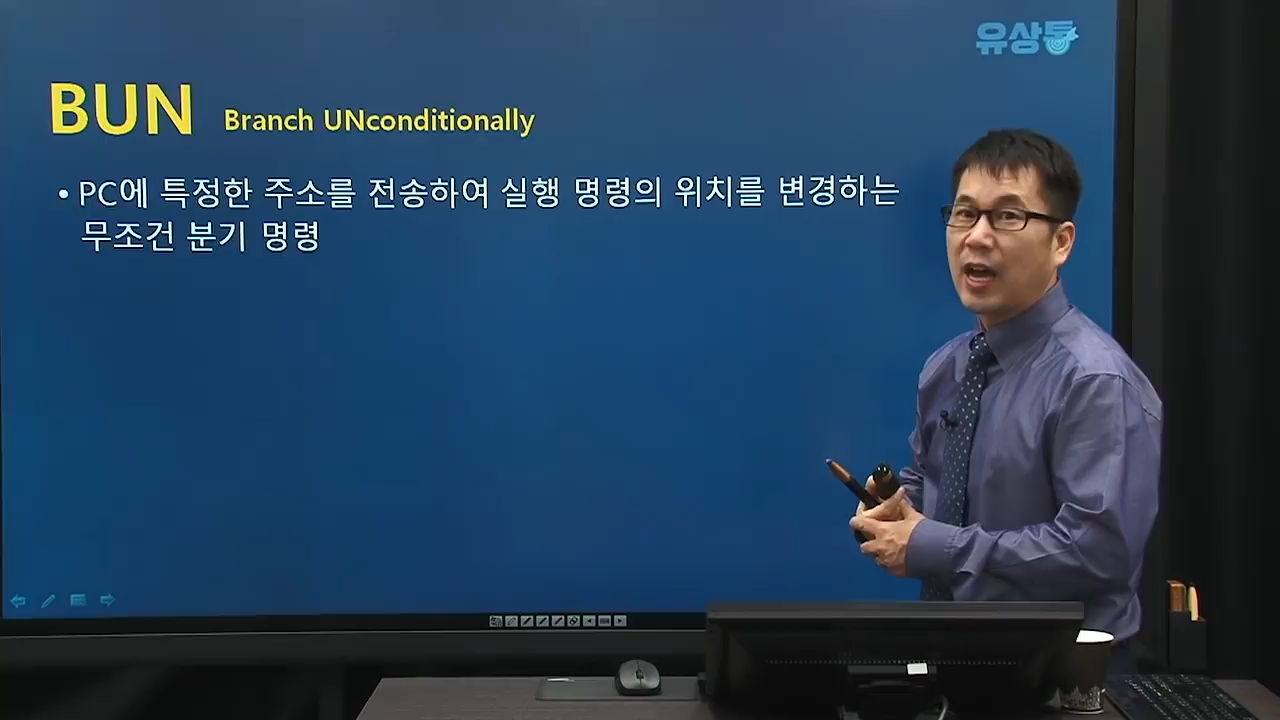 유상통
BUN Branch UNconditionally
• PC에 특정한 주소를 전송하여 실행 명령의 위치를 변경하는
무조건 분기 명령